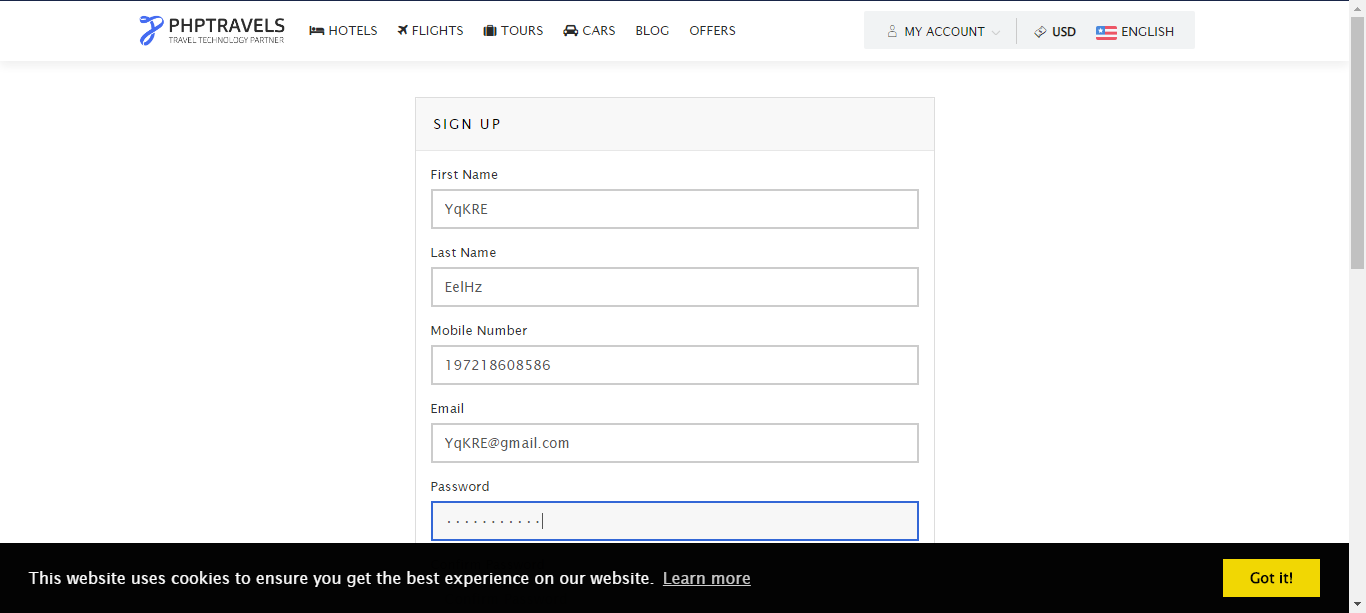 PHPTRAVELS
TRAVEL TECHNOLOGY PARTNER
HOTELS FLIGHTS TOURS CARS BLOG OFFERS MY ACCOUNT USD ENGLISH
SIGN UP
First Name
YqKRE
Last Name
EelHz
Mobile Number
197218608586
Email
YqKRE@gmail.com
Password
...........
This website uses cookies to ensure you get the best experience on our website. Learn more Got it!